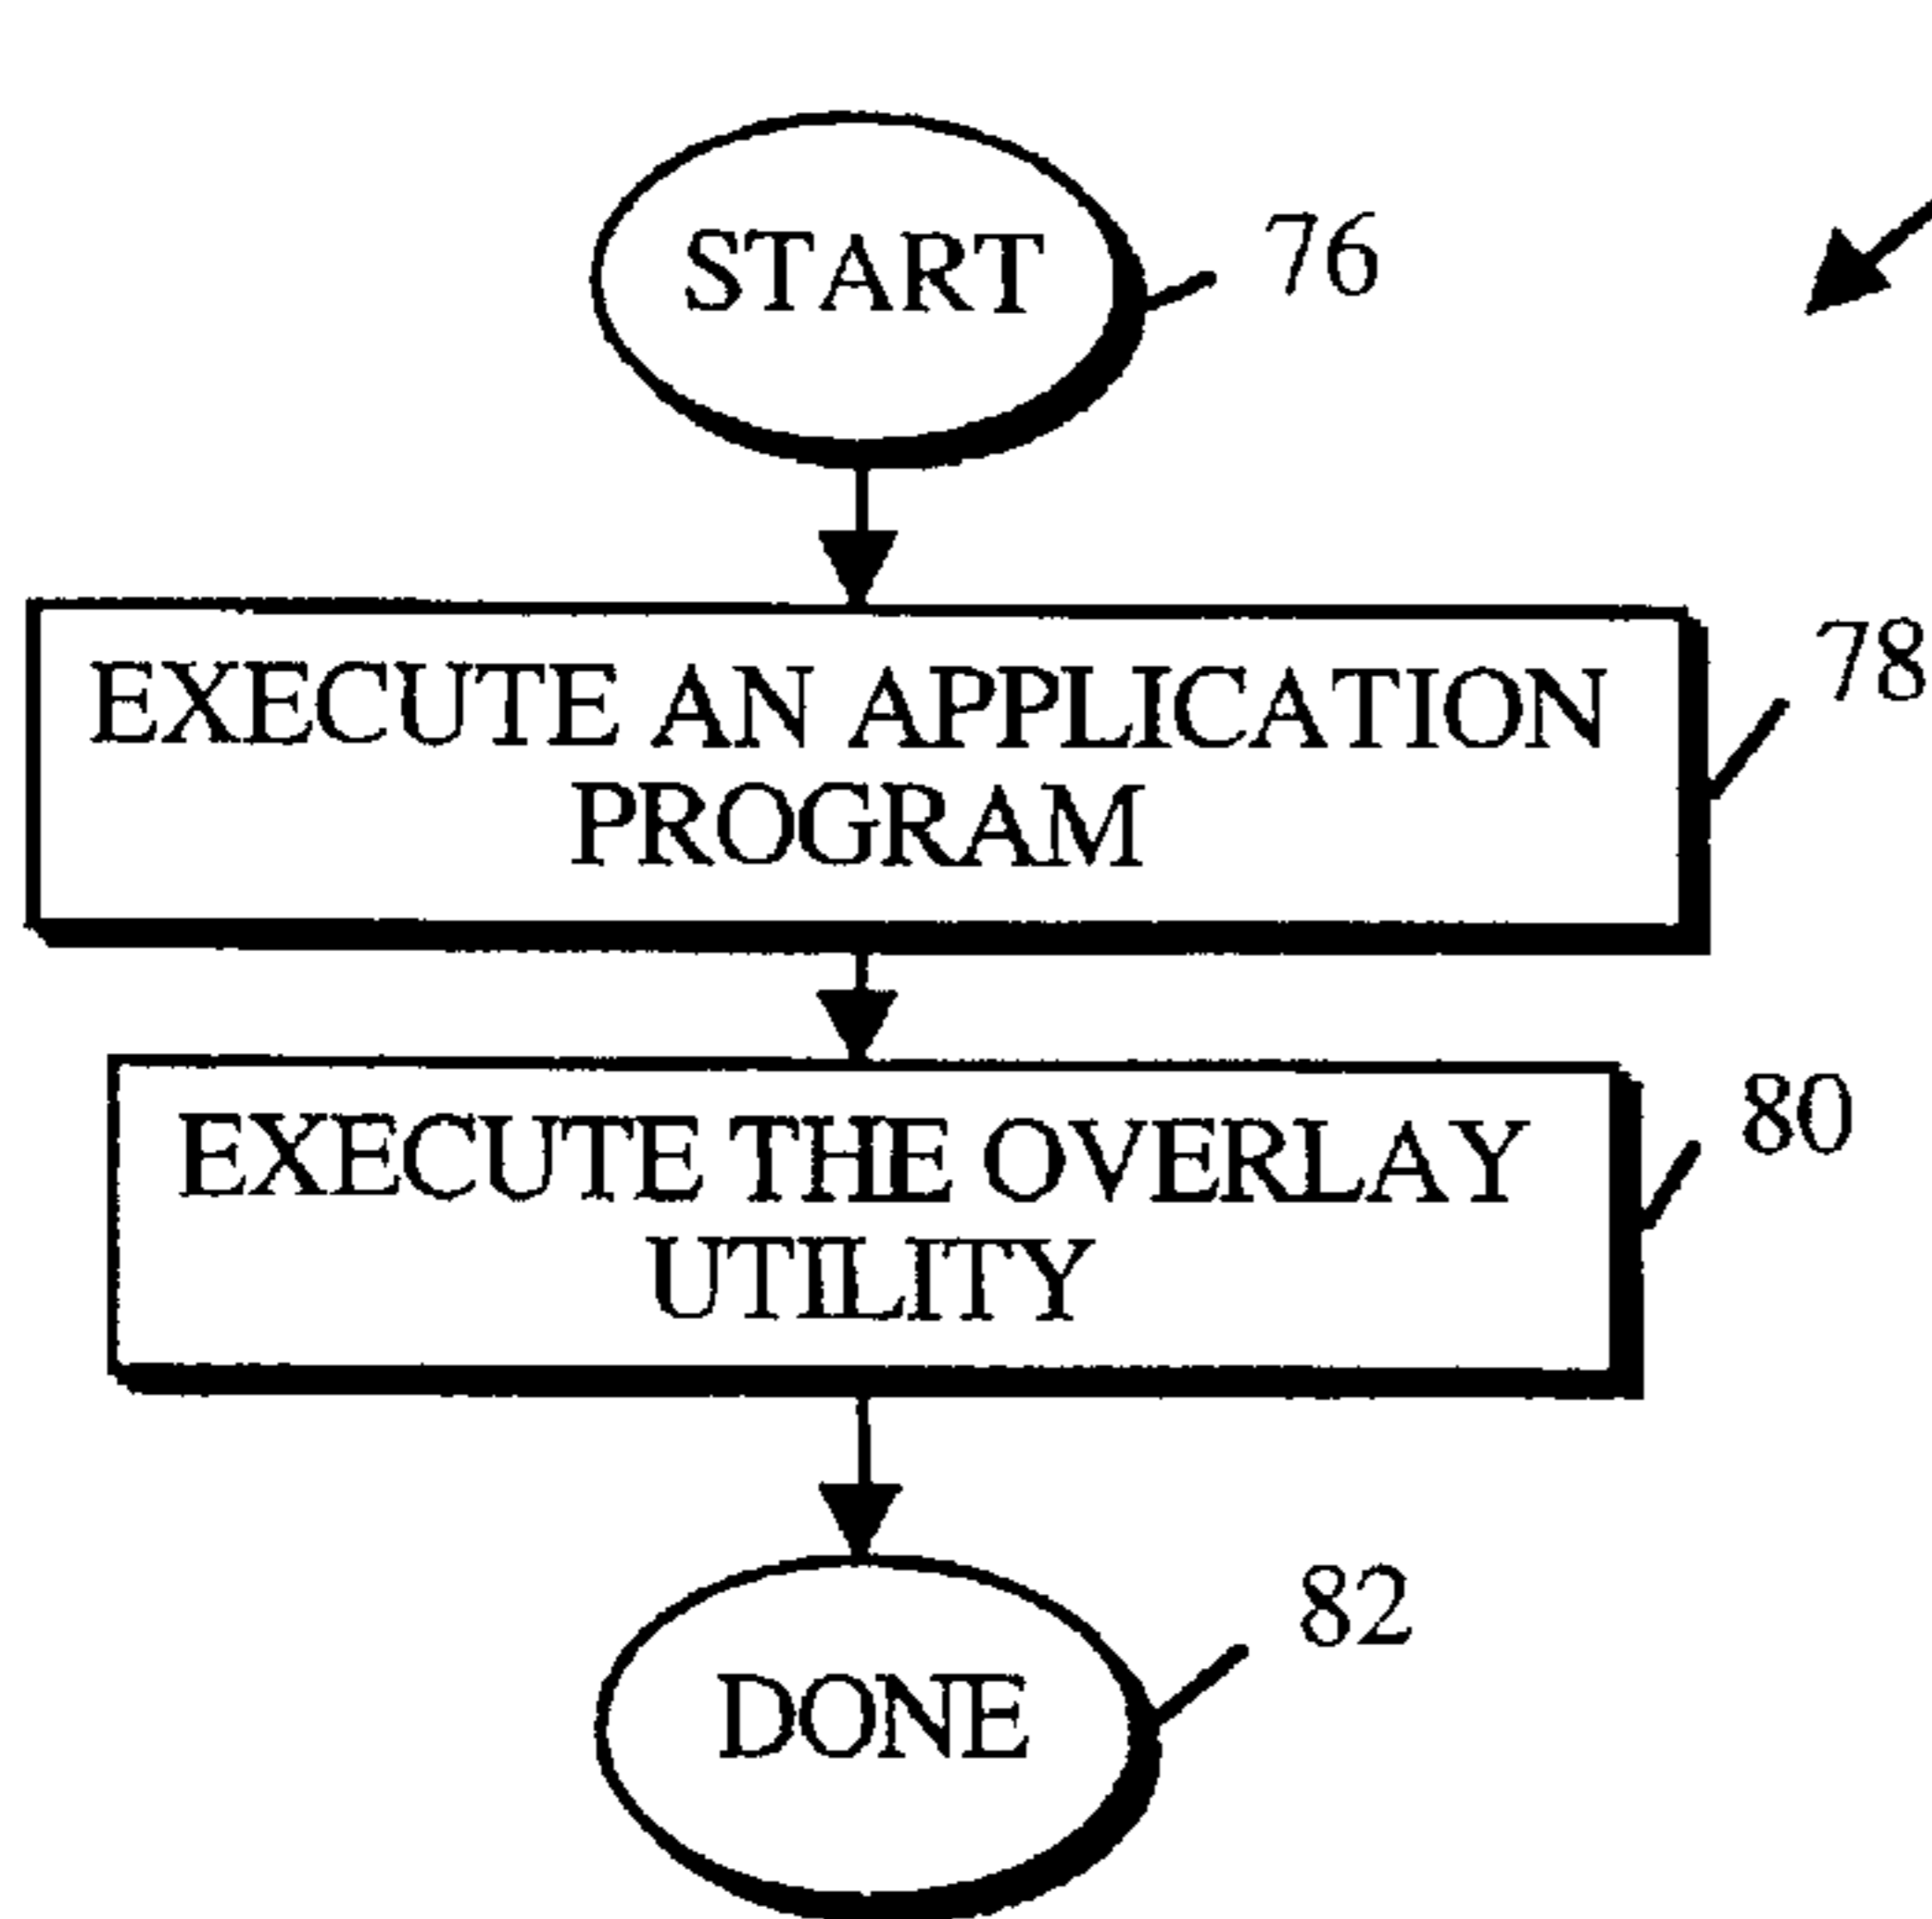 START
76
EXECUTE AN APPLICATION
PROGRAM
78
EXECUTE THE OVERLAY
UTILITY
80
DONE
82